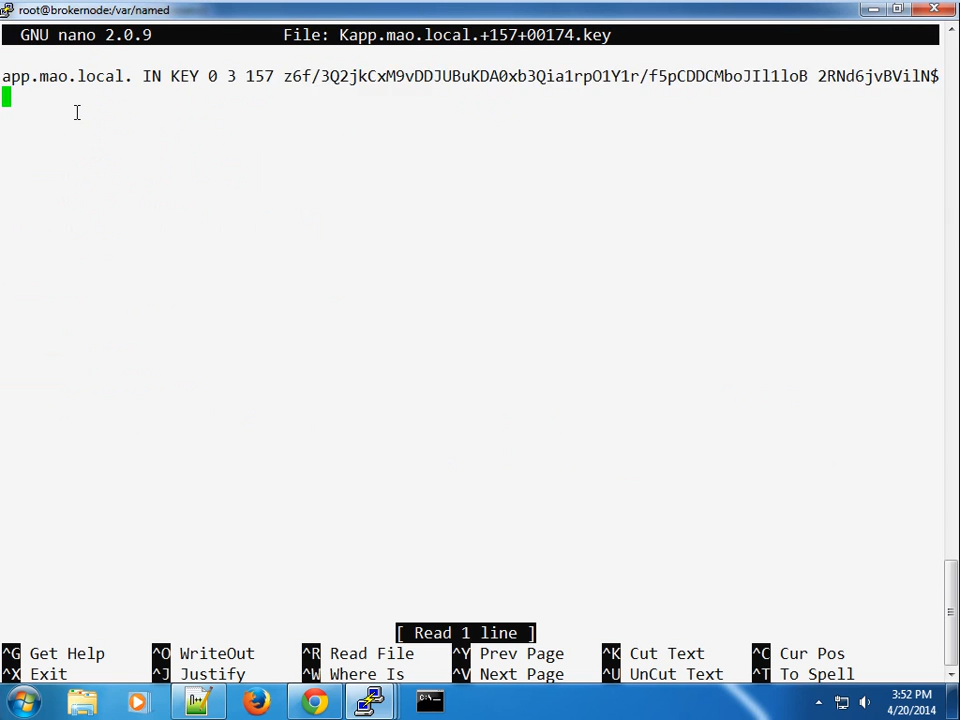 root@brokernode:/var/named
GNU nano 2.0.9 File: Kapp.mao.local.+157+00174.key
app.mao.local. IN KEY 0 3 157 z6f/3Q2jkCxM9vDDJUBuKDA0xb3Qia1rpO1Y1r/f5pCDDCMboJIl1loB 2RNd6jvBVilN$
[ Read 1 line ]
^G Get Help ^O WriteOut ^R Read File ^Y Prev Page ^K Cut Text ^C Cur Pos
^X Exit ^J Justify ^W Where Is ^V Next Page ^U UnCut Text ^T To Spell
3:52 PM
4/20/2014